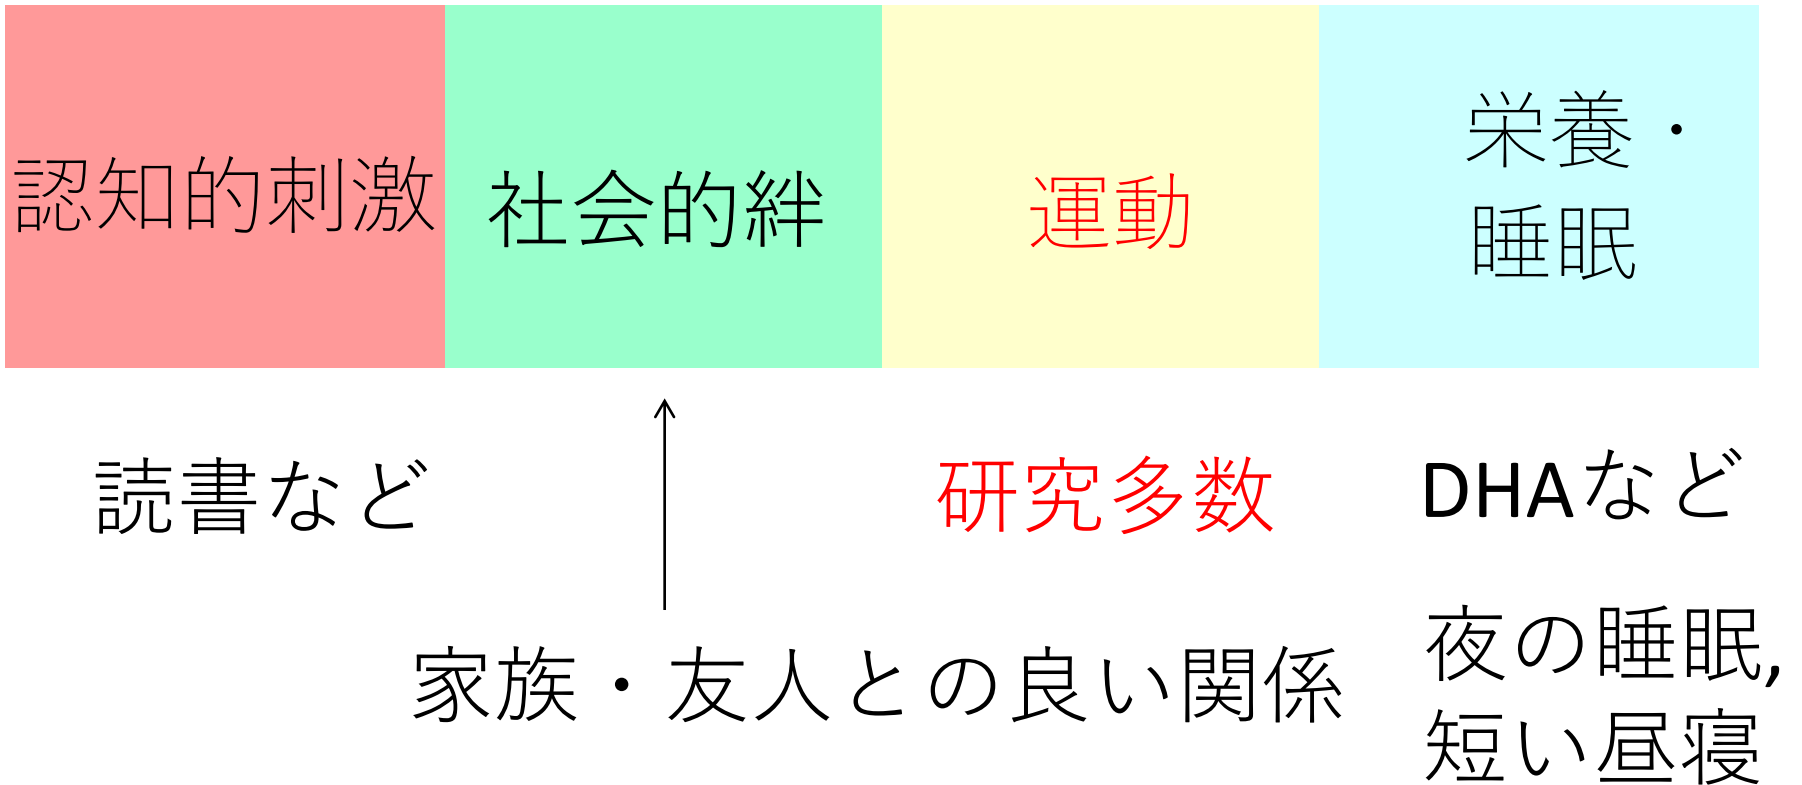 認知的刺激
社会的絆
運動
栄養・
睡眠
読書など
研究多数
DHAなど
家族・友人との良い関係
夜の睡眠,
短い昼寝